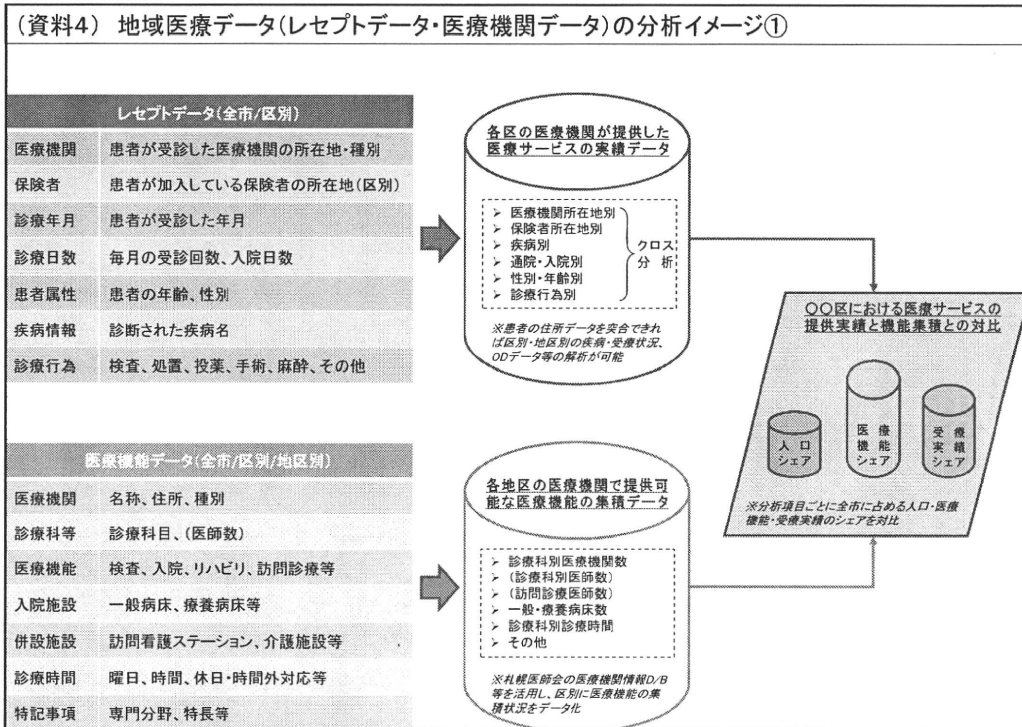 (資料4) 地域医療データ(レセプトデータ・医療機関データ)の分析イメージ①
レセプトデータ(全市/区別)
医療機関 患者が受診した医療機関の所在地・種別
保険者 患者が加入している保険者の所在地(区別)
診療年月 患者が受診した年月
診療日数 毎月の受診回数、入院日数
患者属性 患者の年齢、性別
疾病情報 診断された疾病名
診療行為 検査、処置、投薬、手術、麻酔、その他
各区の医療機関が提供した
医療サービスの実績データ
➢ 医療機関所在地別
➢ 保険者所在地別
➢ 疾病別
➢ 通院・入院別
➢ 性別・年齢別
➢ 診療行為別
クロス
分析
※患者の住所データを突合できれ
ば区別・地区別の疾病・受療状況、
ODデータ等の解析が可能
医療機能データ(全市/区別/地区別)
医療機関 名称、住所、種別
診療科等 診療科目、(医師数)
医療機能 検査、入院、リハビリ、訪問診療等
入院施設 一般病床、療養病床等
併設施設 訪問看護ステーション、介護施設等
診療時間 曜日、時間、休日・時間外対応等
特記事項 専門分野、特長等
各地区の医療機関で提供可
能な医療機能の集積データ
➢ 診療科別医療機関数
➢ (診療科別医師数)
➢ (訪問診療医師数)
➢ 一般・療養病床数
➢ 診療科別診療時間
➢ その他
※札幌医師会の医療機関情報D/B
等を活用し、区別に医療機能の集
積状況をデータ化
〇〇区における医療サービスの
提供実績と機能集積との対比
人口
シェア
医療
機能
シェア
受療
実績
シェア
※分析項目ごとに全市に占める人口・医療
機能・受療実績のシェアを対比